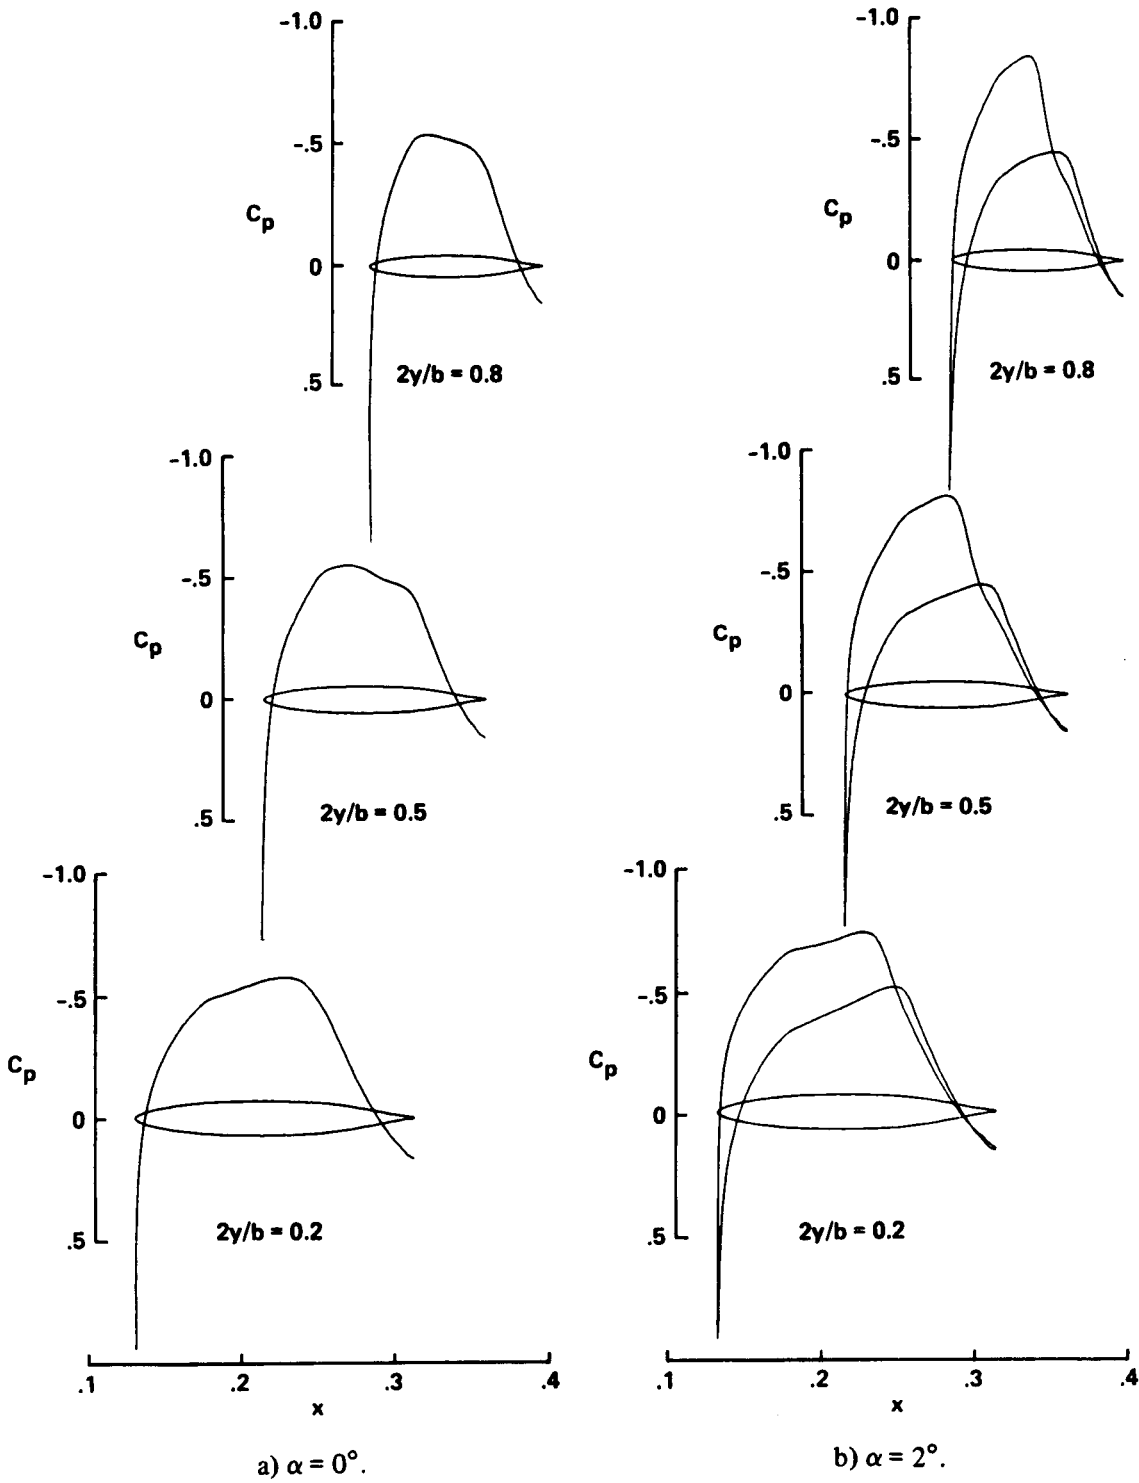 -1.0
-.5
Cp
0
.5
2y/b = 0.8
-1.0
-.5
Cp
0
.5
2y/b = 0.5
-1.0
-.5
Cp
0
.5
2y/b = 0.2
.1 .2 .3 .4
x
a) α = 0°.
-1.0
-.5
Cp
0
.5
2y/b = 0.8
-1.0
-.5
Cp
0
.5
2y/b = 0.5
-1.0
-.5
Cp
0
.5
2y/b = 0.2
.1 .2 .3 .4
x
b) α = 2°.